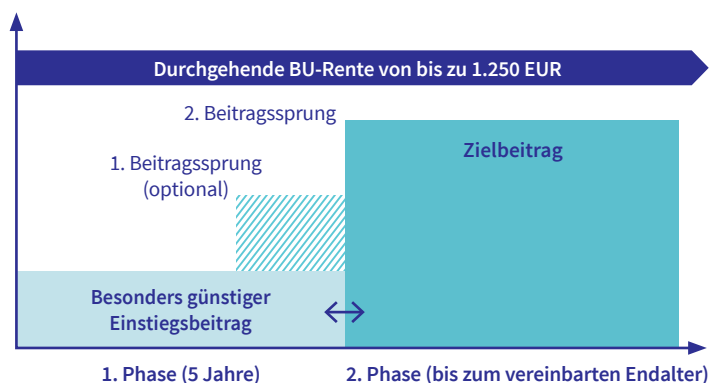 Durchgehende BU-Rente von bis zu 1.250 EUR
2. Beitragssprung
Zielbeitrag
1. Beitragssprung
(optional)
Besonders günstiger
Einstiegsbeitrag
1. Phase (5 Jahre)
2. Phase (bis zum vereinbarten Endalter)